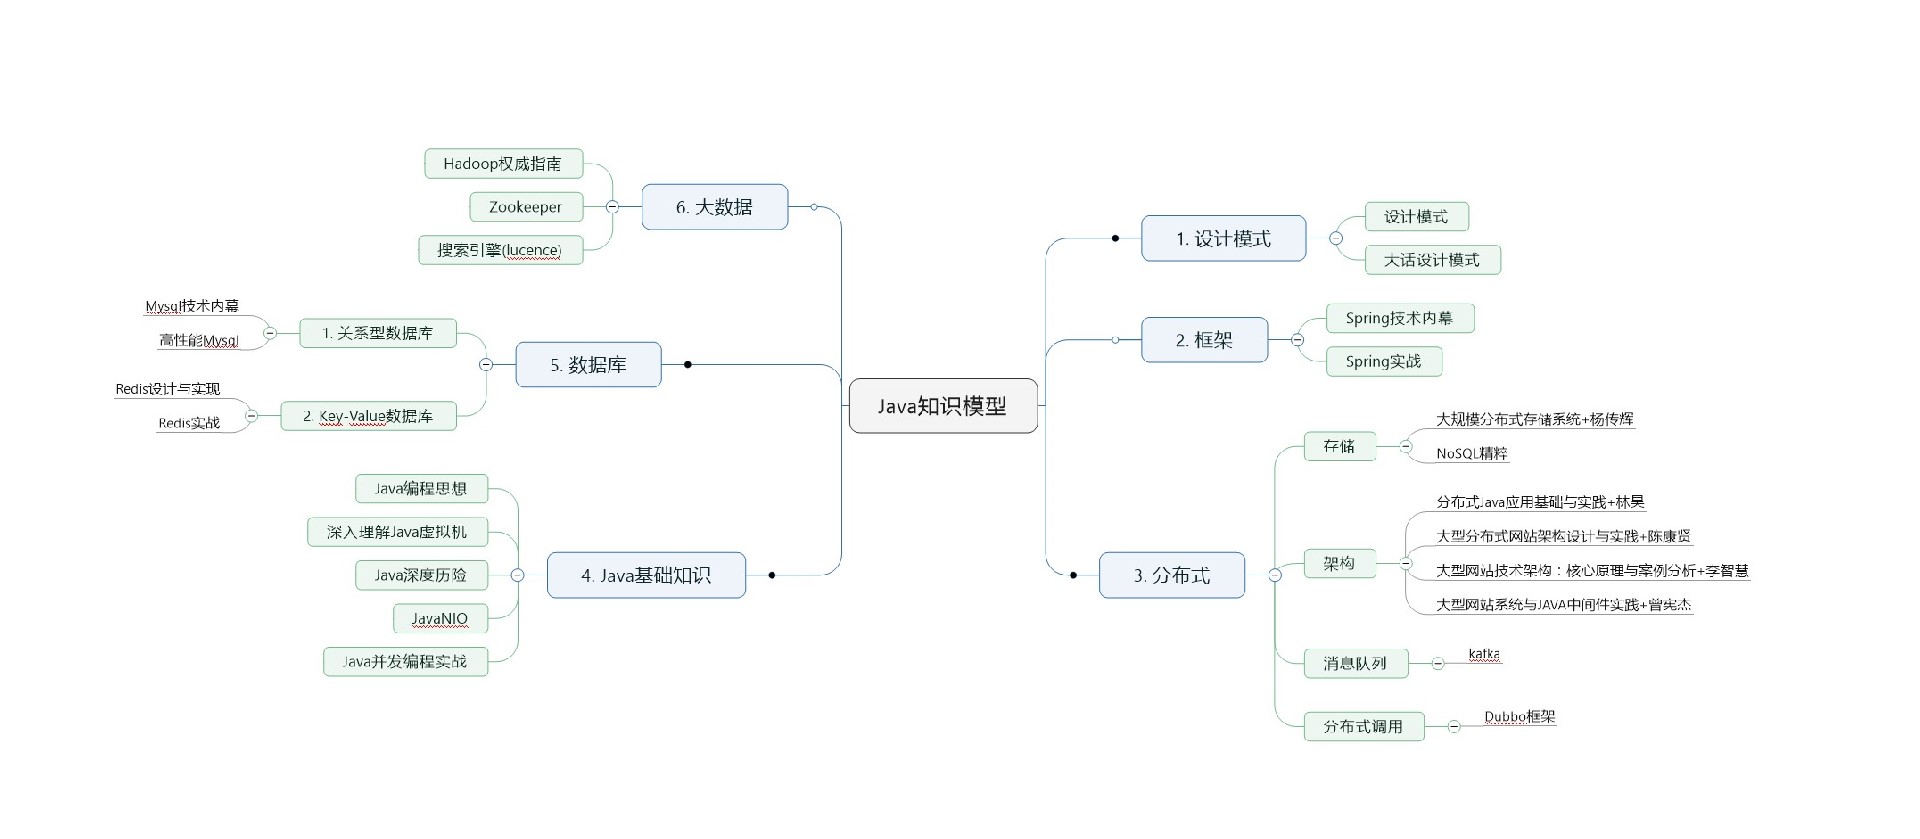 Java知识模型
1. 设计模式
设计模式
大话设计模式
2. 框架
Spring技术内幕
Spring实战
3. 分布式
存储
大规模分布式存储系统+杨传辉
NoSQL精粹
架构
分布式Java应用基础与实践+林昊
大型分布式网站架构设计与实践+陈康贤
大型网站技术架构：核心原理与案例分析+李智慧
大型网站系统与JAVA中间件实践+曾宪杰
消息队列
kafka
分布式调用
Dubbo框架
4. Java基础知识
Java编程思想
深入理解Java虚拟机
Java深度历险
JavaNIO
Java并发编程实战
5. 数据库
1. 关系型数据库
Mysql技术内幕
高性能Mysql
2. Key-Value数据库
Redis设计与实现
Redis实战
6. 大数据
Hadoop权威指南
Zookeeper
搜索引擎(lucence)